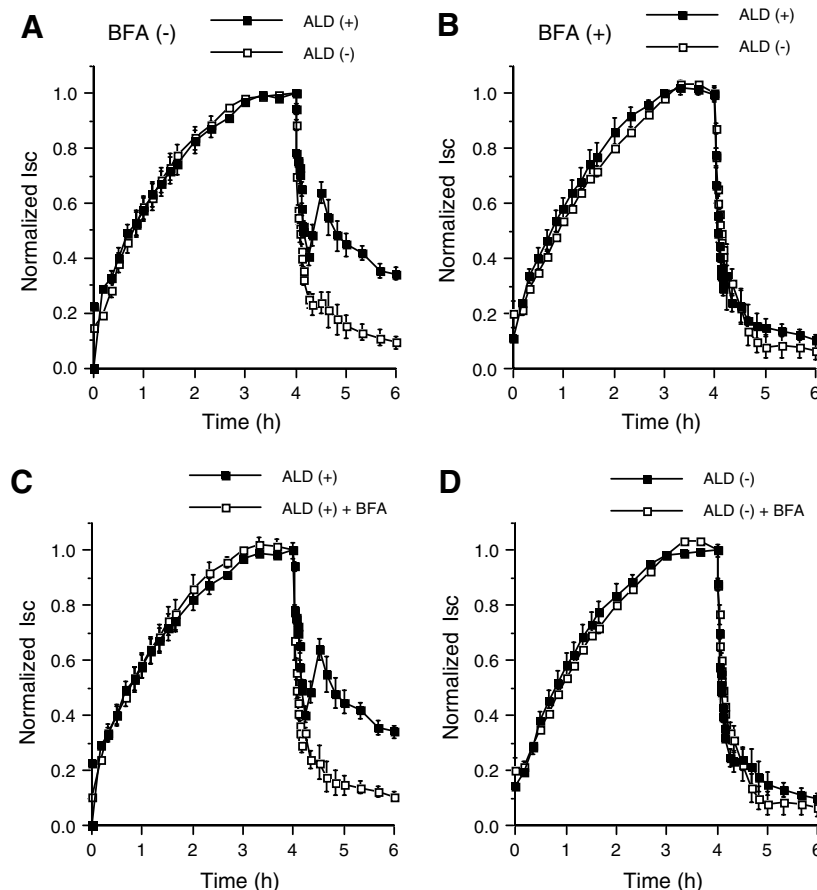 A
BFA (-)
ALD (+)
ALD (-)
Normalized Isc
1.0
0.8
0.6
0.4
0.2
0.0
0 1 2 3 4 5 6
Time (h)
B
BFA (+)
ALD (+)
ALD (-)
Normalized Isc
1.0
0.8
0.6
0.4
0.2
0.0
0 1 2 3 4 5 6
Time (h)
C
ALD (+)
ALD (+) + BFA
Normalized Isc
1.0
0.8
0.6
0.4
0.2
0.0
0 1 2 3 4 5 6
Time (h)
D
ALD (-)
ALD (-) + BFA
Normalized Isc
1.0
0.8
0.6
0.4
0.2
0.0
0 1 2 3 4 5 6
Time (h)